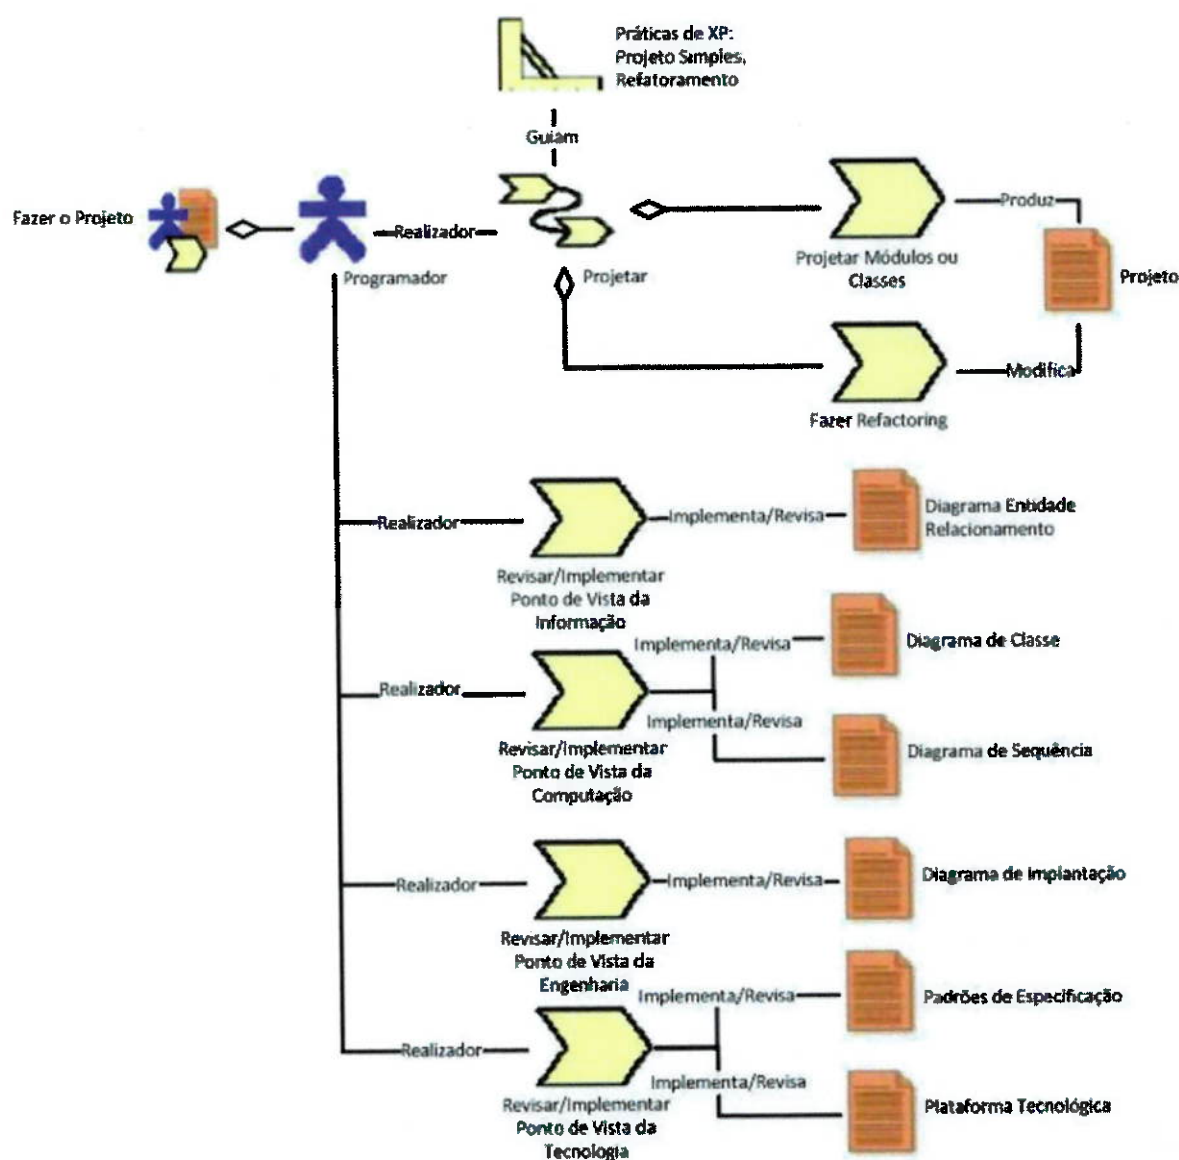 Práticas de XP:
Projeto Simples,
Refatoramento
Guiam
Fazer o Projeto
Programador
Realizador
Projetar
Projetar Módulos ou
Classes
Produz
Projeto
Modifica
Fazer Refactoring
Realizador
Revisar/Implementar
Ponto de Vista da
Informação
Implementa/Revisa
Diagrama Entidade
Relacionamento
Realizador
Revisar/Implementar
Ponto de Vista da
Computação
Implementa/Revisa
Diagrama de Classe
Implementa/Revisa
Diagrama de Sequência
Realizador
Revisar/Implementar
Ponto de Vista da
Engenharia
Implementa/Revisa
Diagrama de Implantação
Realizador
Revisar/Implementar
Ponto de Vista da
Tecnologia
Implementa/Revisa
Padrões de Especificação
Implementa/Revisa
Plataforma Tecnológica